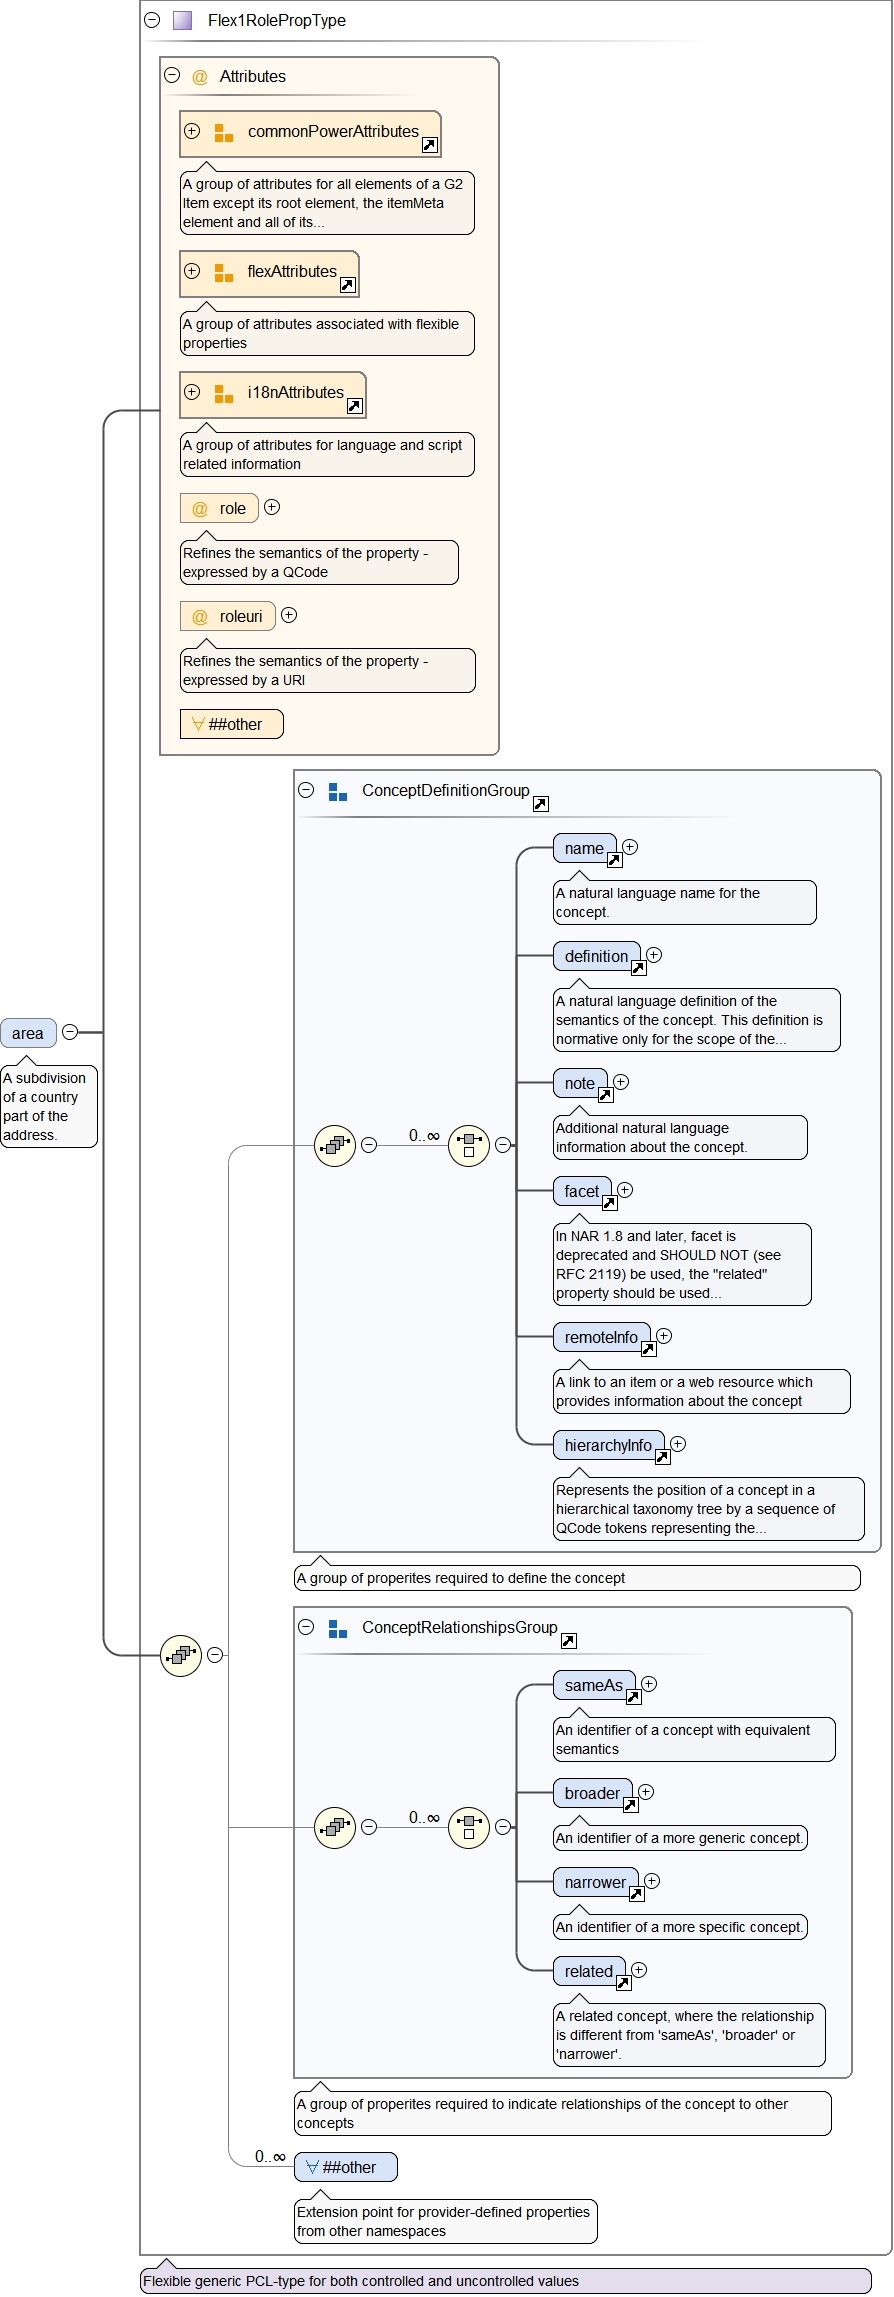 Flex1RolePropType
@ Attributes
commonPowerAttributes
A group of attributes for all elements of a G2
Item except its root element, the itemMeta
element and all of its...
flexAttributes
A group of attributes associated with flexible
properties
i18nAttributes
A group of attributes for language and script
related information
@ role
Refines the semantics of the property -
expressed by a QCode
@ roleuri
Refines the semantics of the property -
expressed by a URI
##other
area
A subdivision
of a country
part of the
address.
ConceptDefinitionGroup
0..∞
name
A natural language name for the
concept.
definition
A natural language definition of the
semantics of the concept. This definition is
normative only for the scope of the...
note
Additional natural language
information about the concept.
facet
In NAR 1.8 and later, facet is
deprecated and SHOULD NOT (see
RFC 2119) be used, the "related"
property should be used...
remoteInfo
A link to an item or a web resource which
provides information about the concept
hierarchyInfo
Represents the position of a concept in a
hierarchical taxonomy tree by a sequence of
QCode tokens representing the...
A group of properites required to define the concept
ConceptRelationshipsGroup
0..∞
sameAs
An identifier of a concept with equivalent
semantics
broader
An identifier of a more generic concept.
narrower
An identifier of a more specific concept.
related
A related concept, where the relationship
is different from 'sameAs', 'broader' or
'narrower'.
A group of properites required to indicate relationships of the concept to other
concepts
0..∞
##other
Extension point for provider-defined properties
from other namespaces
Flexible generic PCL-type for both controlled and uncontrolled values